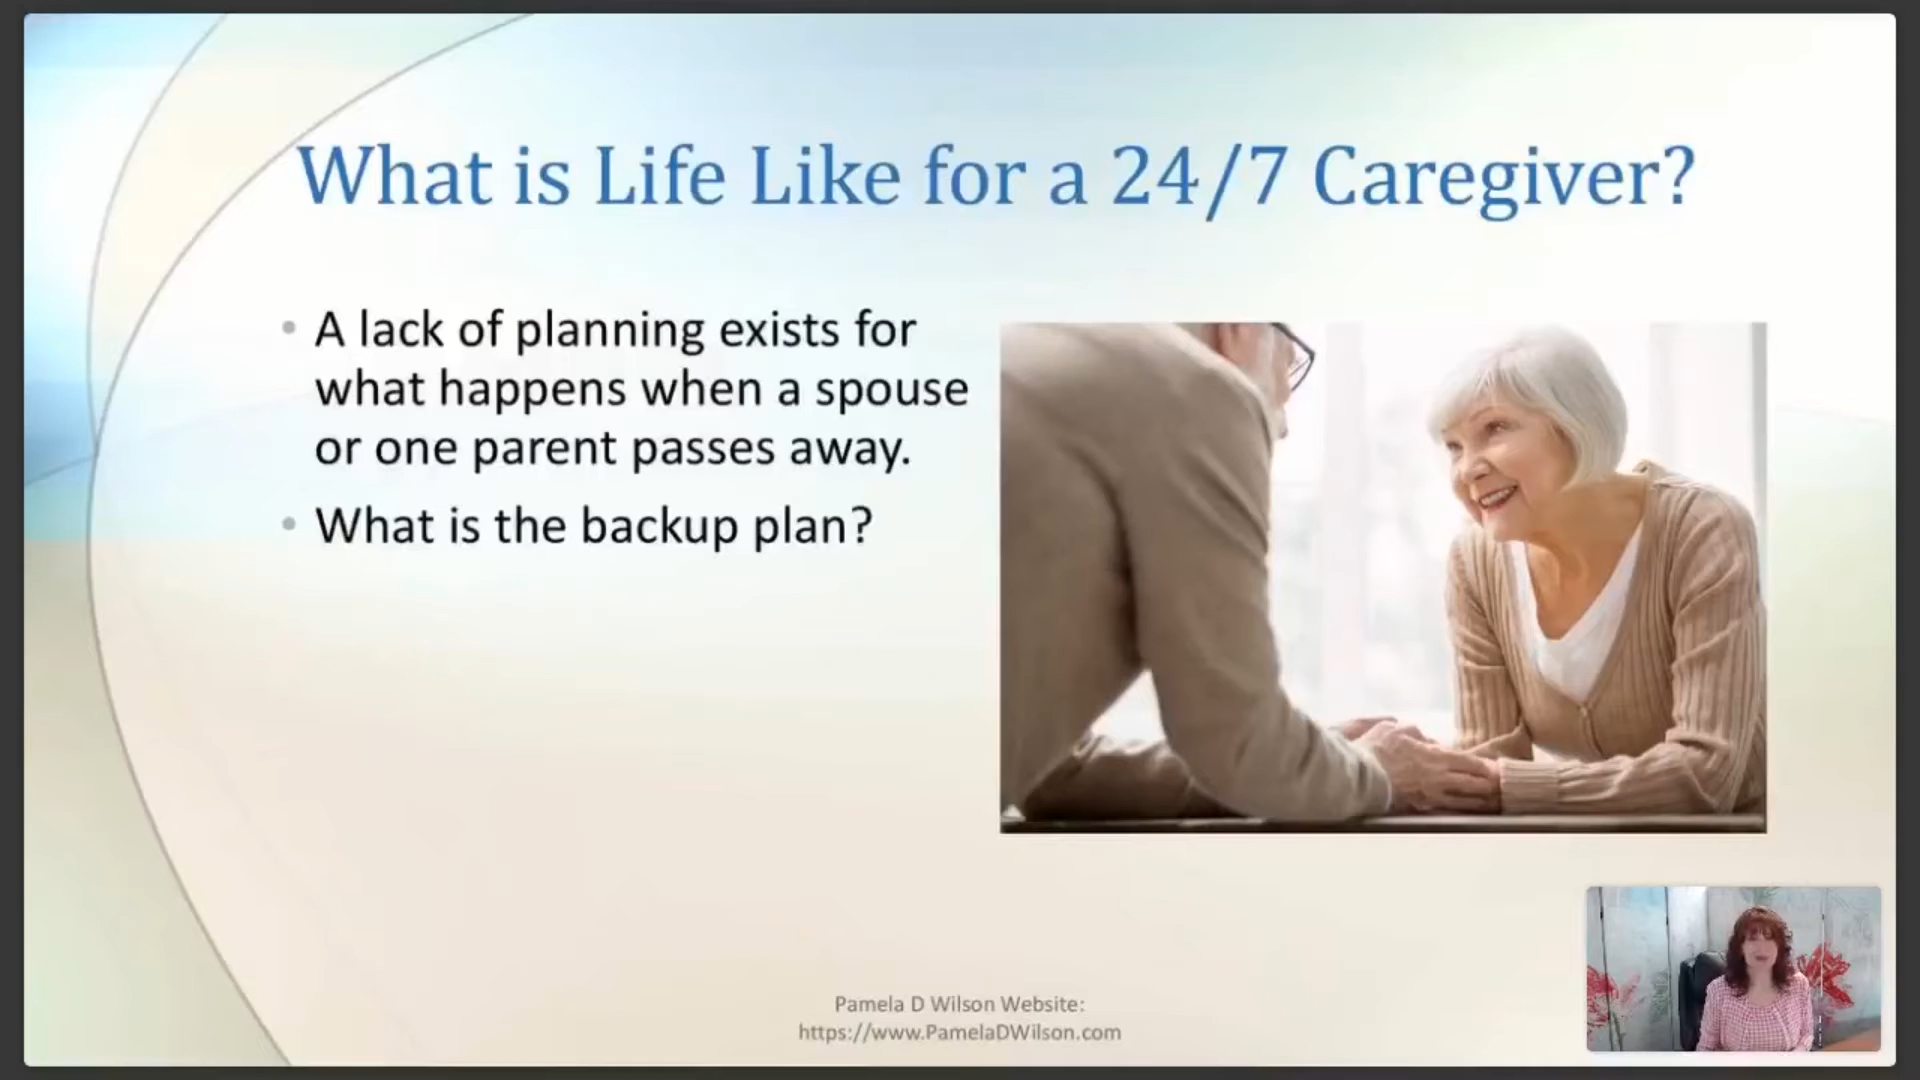 What is Life Like for a 24/7 Caregiver?
• A lack of planning exists for
what happens when a spouse
or one parent passes away.
• What is the backup plan?
Pamela D Wilson Website:
https://www.PamelaDWilson.com